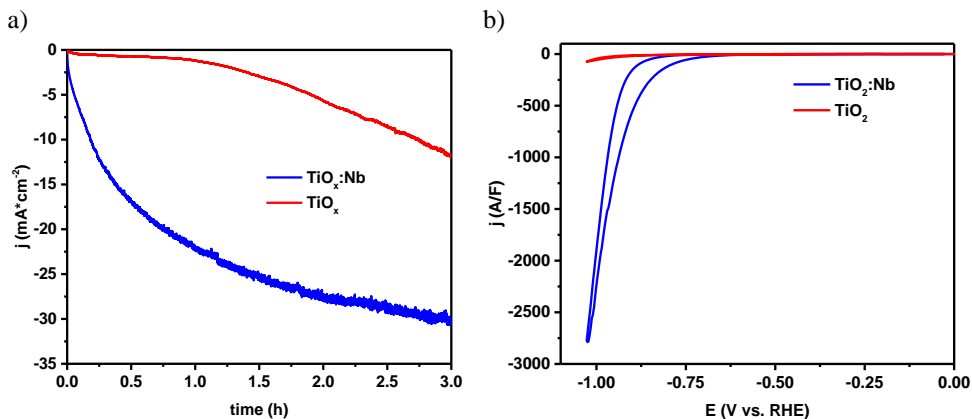 a)
0
-5
-10
-15
-20
-25
-30
-35
j (mA*cm-2)
TiOx:Nb
TiOx
0.0 0.5 1.0 1.5 2.0 2.5 3.0
time (h)
b)
0
-500
-1000
-1500
-2000
-2500
-3000
j (A/F)
TiO2:Nb
TiO2
-1.00 -0.75 -0.50 -0.25 0.00
E (V vs. RHE)